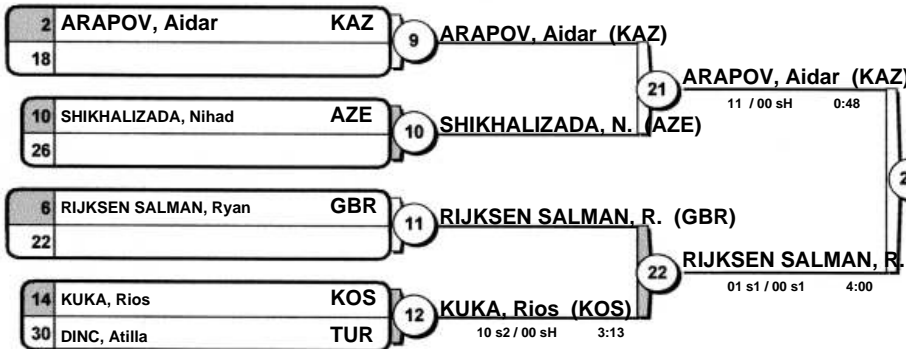 2 ARAPOV, Aidar KAZ
18
9
ARAPOV, Aidar (KAZ)
10 SHIKHALIZADA, Nihad AZE
26
10
SHIKHALIZADA, N. (AZE)
21
ARAPOV, Aidar (KAZ)
11 / 00 sH 0:48
6 RIJKSEN SALMAN, Ryan GBR
22
11
RIJKSEN SALMAN, R. (GBR)
14 KUKA, Rios KOS
30 DINC, Atilla TUR
12
KUKA, Rios (KOS)
10 s2 / 00 sH 3:13
22
RIJKSEN SALMAN, R.
01 s1 / 00 s1 4:00